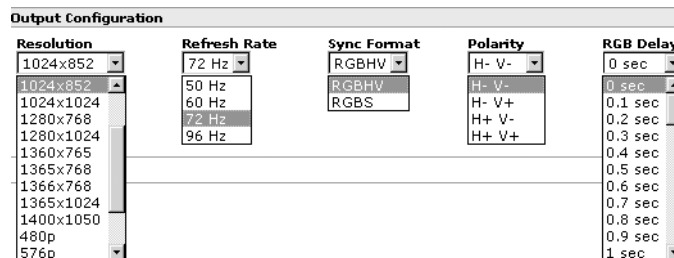 Output Configuration
Resolution Refresh Rate Sync Format Polarity RGB Delay
1024x852 72 Hz RGBHV H- V- 0 sec
1024x852 50 Hz RGBHV H- V- 0 sec
1024x1024 60 Hz RGBS H- V+ 0.1 sec
1280x768 72 Hz H+ V- 0.2 sec
1280x1024 96 Hz H+ V+ 0.3 sec
1360x765 0.4 sec
1365x768 0.5 sec
1366x768 0.6 sec
1365x1024 0.7 sec
1400x1050 0.8 sec
480p 0.9 sec
576p 1 sec